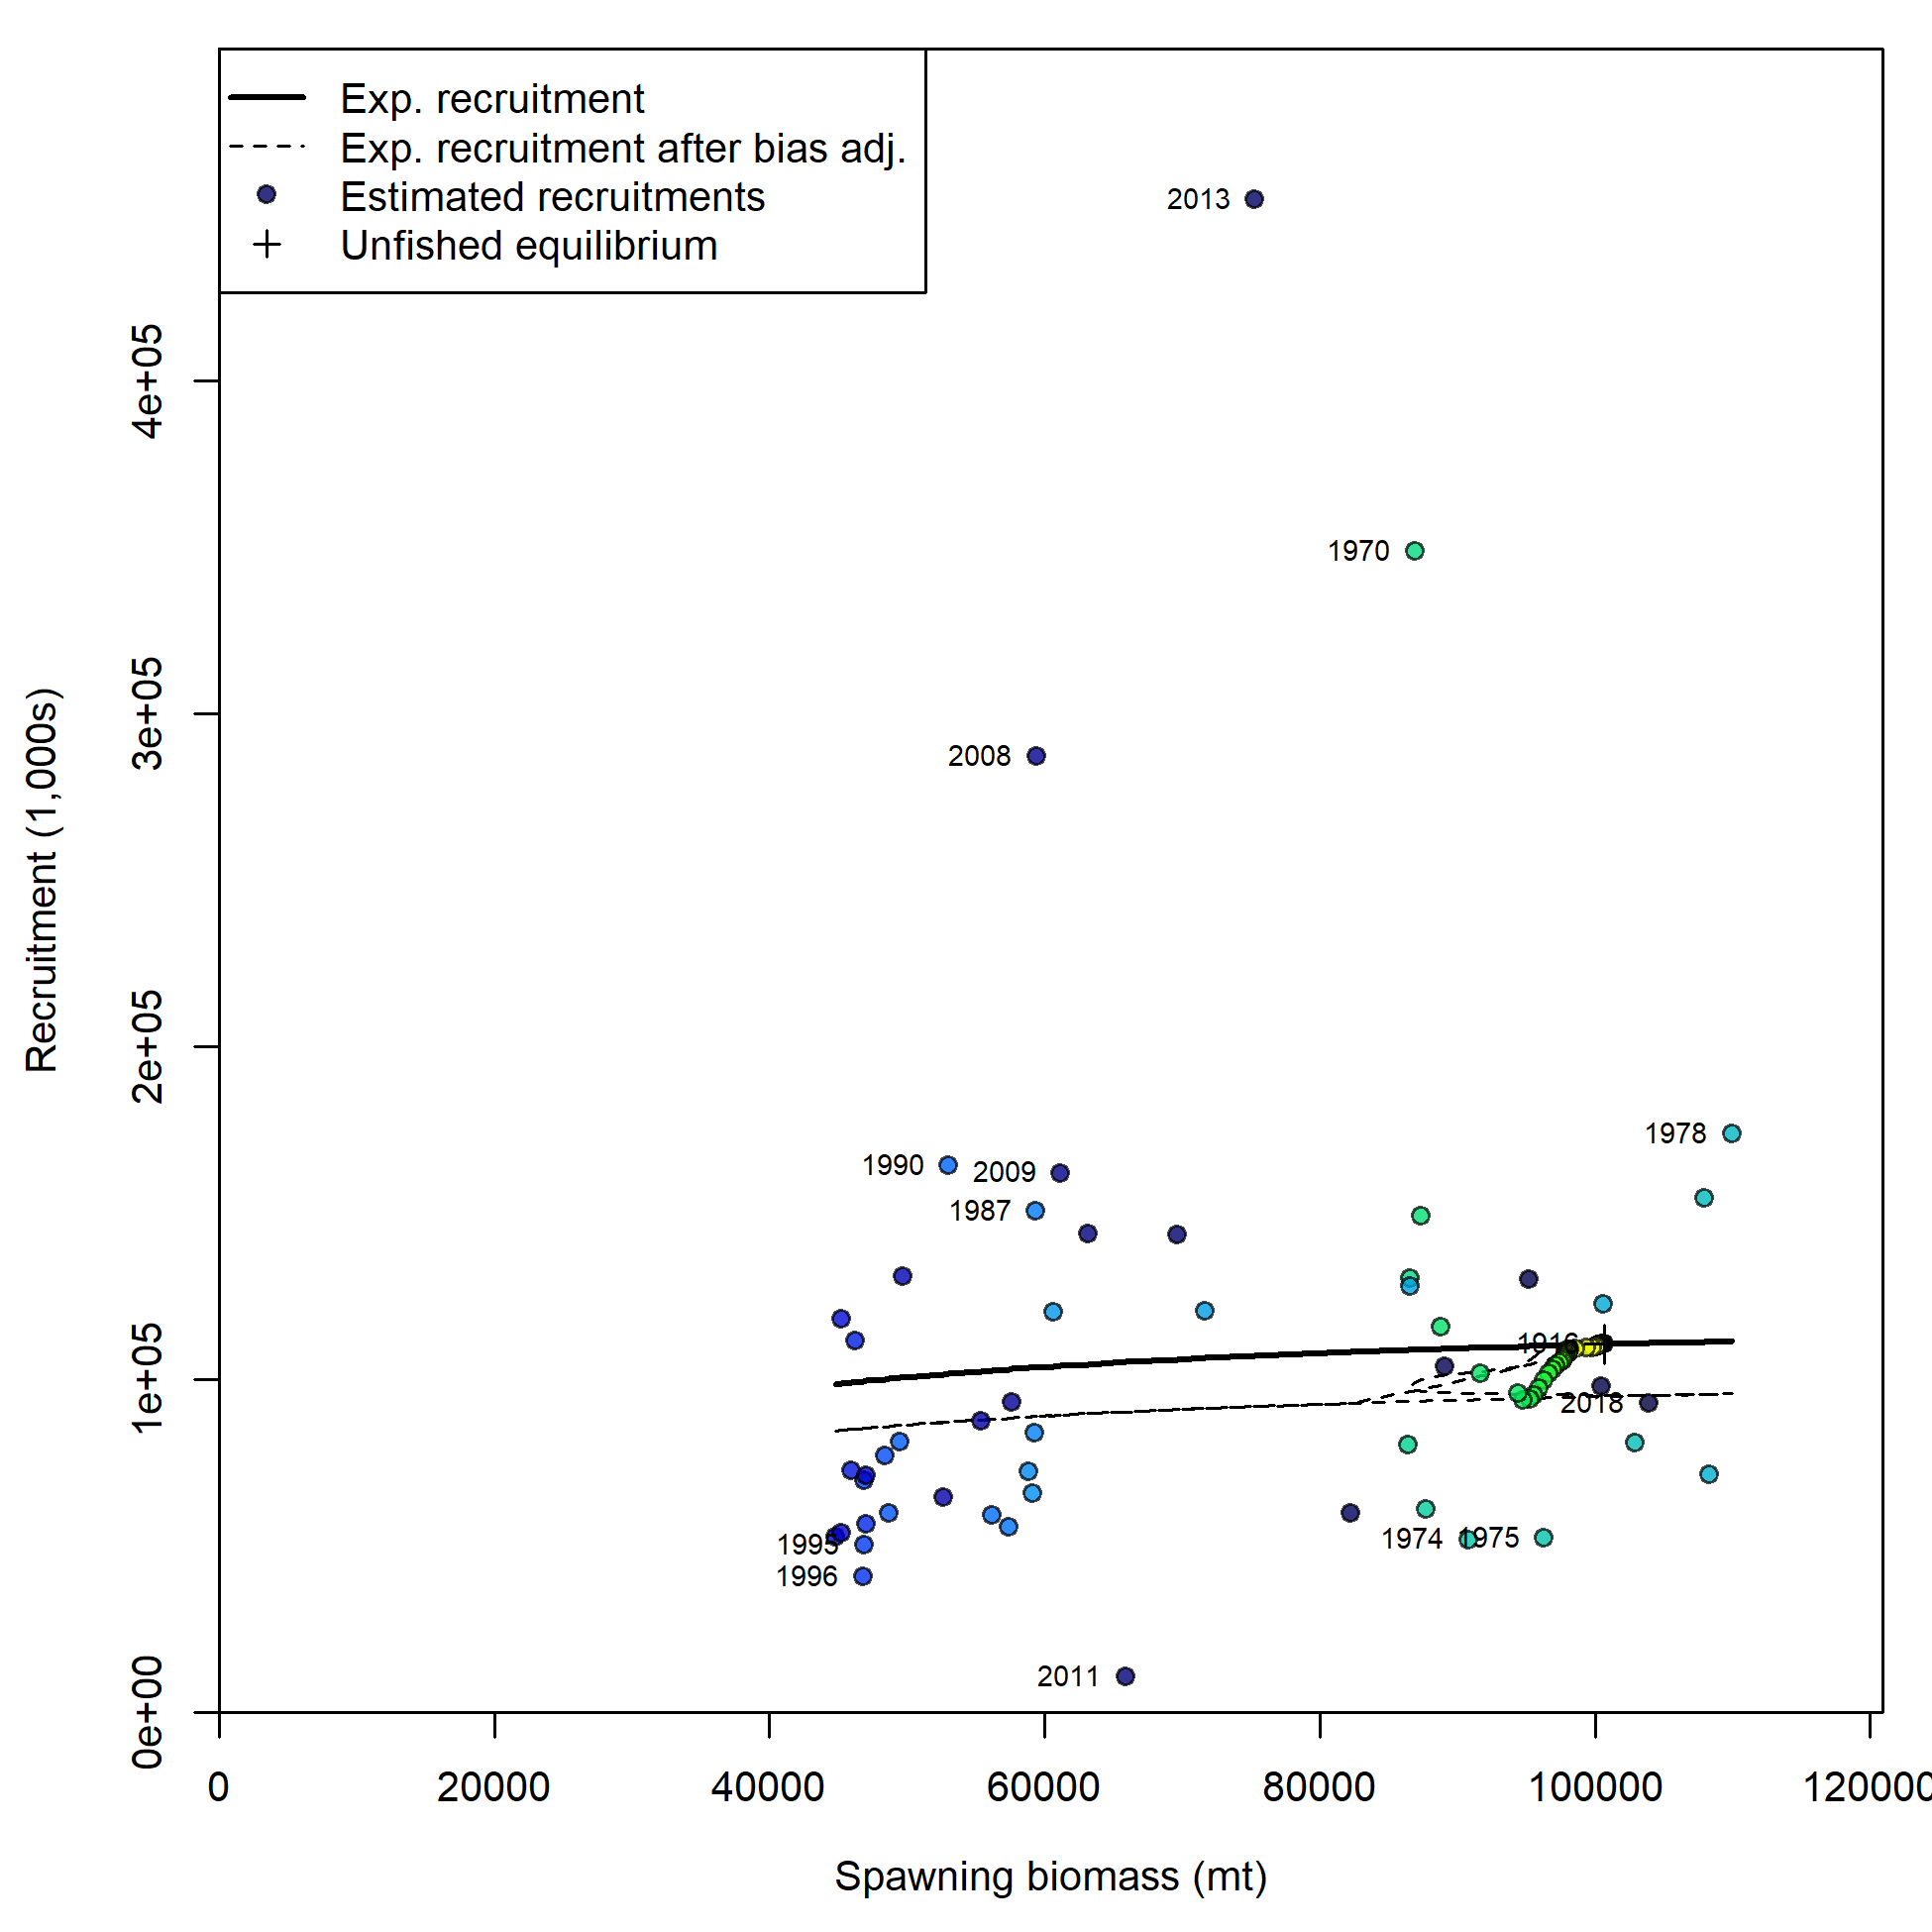 Exp. recruitment
Exp. recruitment after bias adj.
Estimated recruitments
Unfished equilibrium
2013
4e+05
1970
3e+05
2008
Recruitment (1,000s)
2e+05
1978
1990
2009
1987
1916
1e+05
2018
1974
1975
1995
1996
2011
0e+00
0
20000
40000
60000
80000
100000
120000
Spawning biomass (mt)